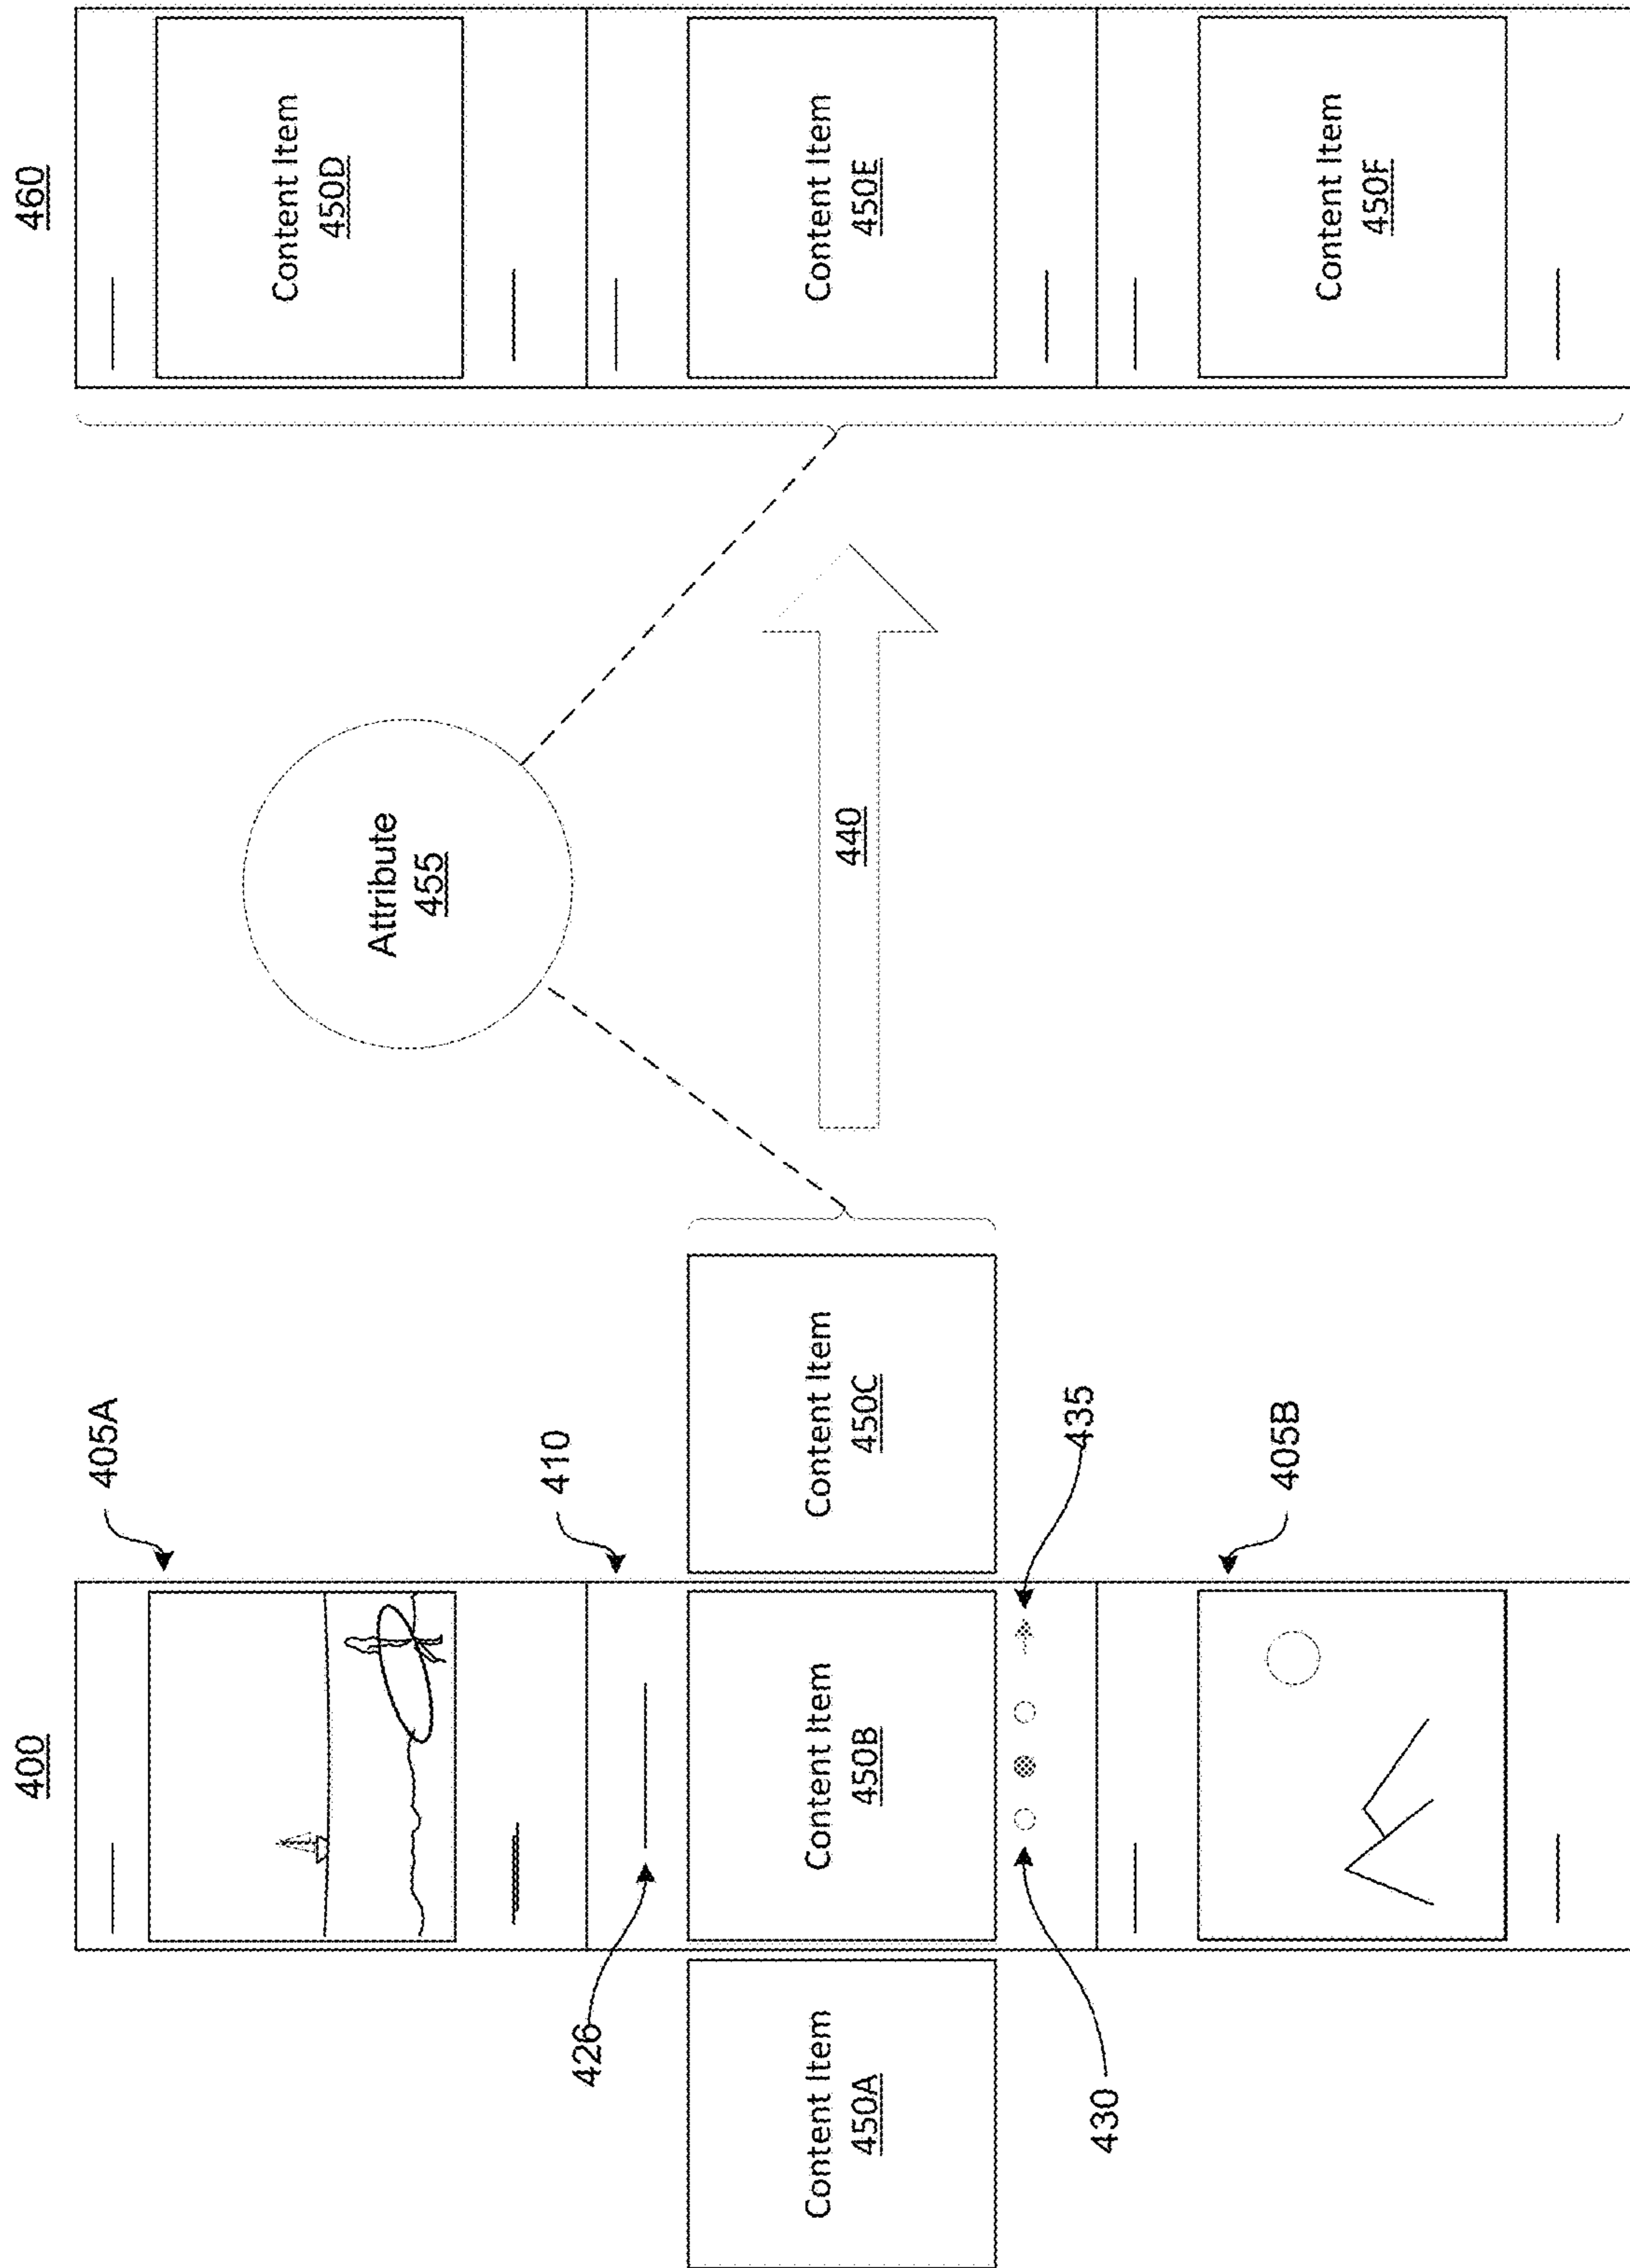 400
460
405A
Content Item
450D
Attribute
455
410
426
Content Item
450A
Content Item
450B
Content Item
450C
440
Content Item
450E
435
430
405B
Content Item
450F